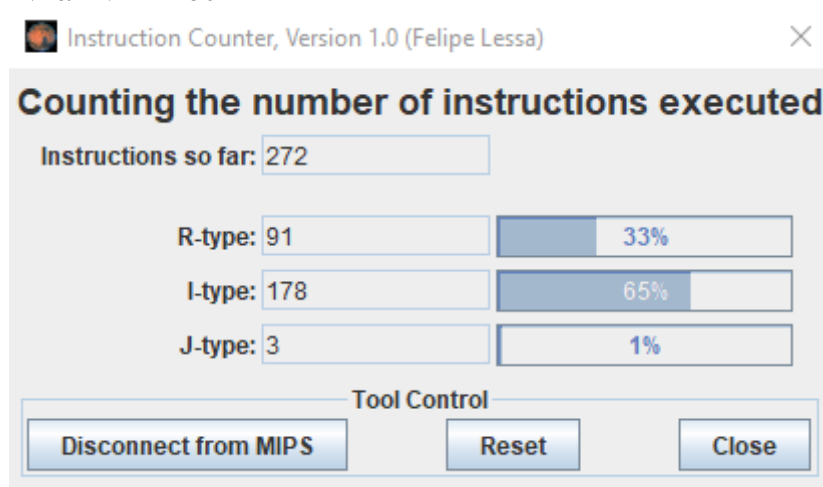 Instruction Counter, Version 1.0 (Felipe Lessa)
Counting the number of instructions executed
Instructions so far: 272
R-type: 91 33%
I-type: 178 65%
J-type: 3 1%
Tool Control
Disconnect from MIPS Reset Close